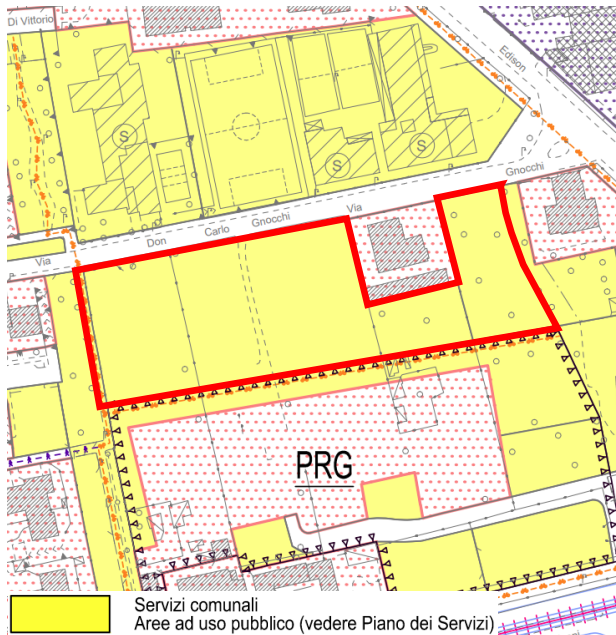 Di Vittorio
Edison
S
S
S
Gnocchi
Via
Gnocchi
Carlo
Don
Via
PRG
Servizi comunali
Aree ad uso pubblico (vedere Piano dei Servizi)